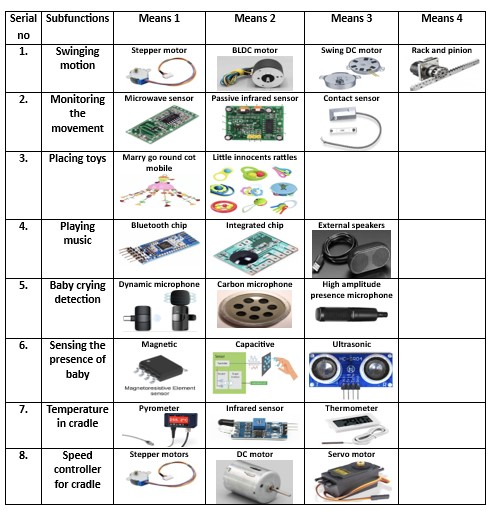 Serial no Subfunctions Means 1 Means 2 Means 3 Means 4
1. Swinging motion Stepper motor BLDC motor Swing DC motor Rack and pinion
2. Monitoring the movement Microwave sensor Passive infrared sensor Contact sensor
3. Placing toys Marry go round cot mobile Little innocents rattles
4. Playing music Bluetooth chip Integrated chip External speakers
5. Baby crying detection Dynamic microphone Carbon microphone High amplitude presence microphone
6. Sensing the presence of baby Magnetic Capacitive Ultrasonic
Magnetoresistive Element sensor
HC-SR04
7. Temperature in cradle Pyrometer Infrared sensor Thermometer
8. Speed controller for cradle Stepper motors DC motor Servo motor